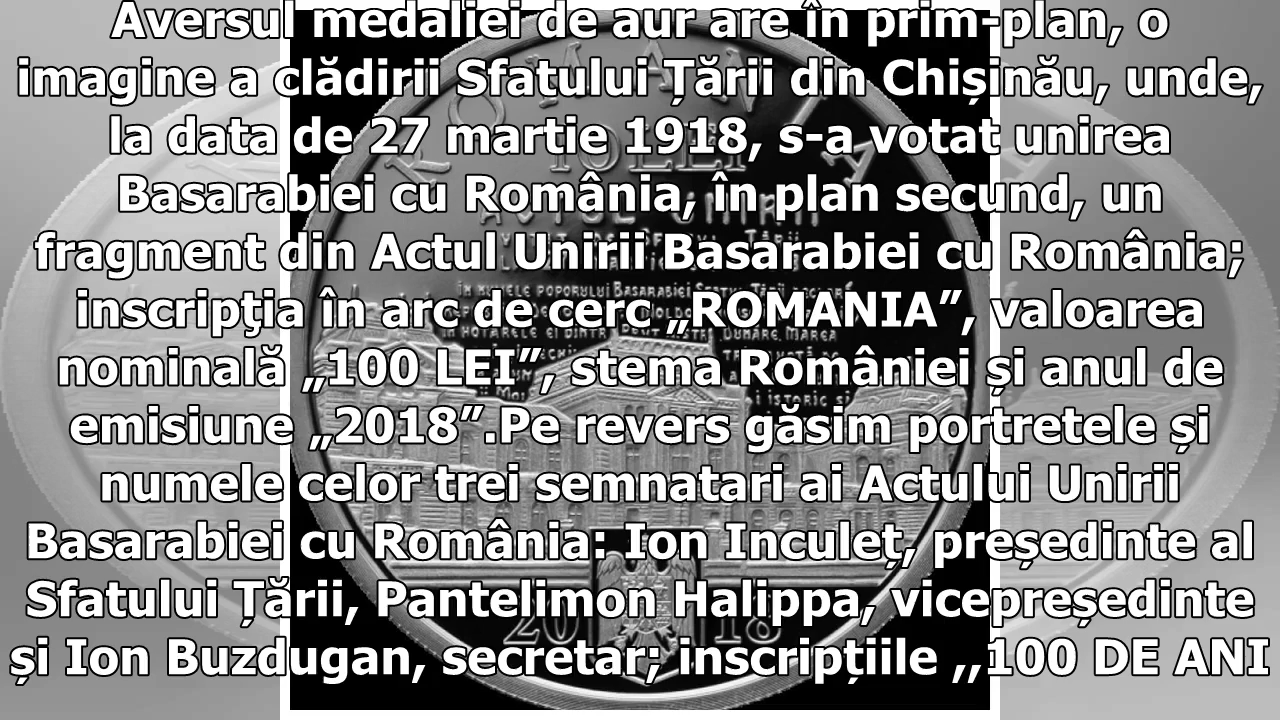 Aversul medaliei de aur are în prim-plan, o
imagine a clădirii Sfatului Țării din Chișinău, unde,
la data de 27 martie 1918, s-a votat unirea
Basarabiei cu România, în plan secund, un
fragment din Actul Unirii Basarabiei cu România;
inscripţia în arc de cerc „ROMANIA”, valoarea
nominală „100 LEI”, stema României și anul de
emisiune „2018”.Pe revers găsim portretele și
numele celor trei semnatari ai Actului Unirii
Basarabiei cu România: Ion Inculeț, președinte al
Sfatului Țării, Pantelimon Halippa, vicepreședinte
și Ion Buzdugan, secretar; inscripțiile ,,100 DE ANI
ROMANIA
10 LEI